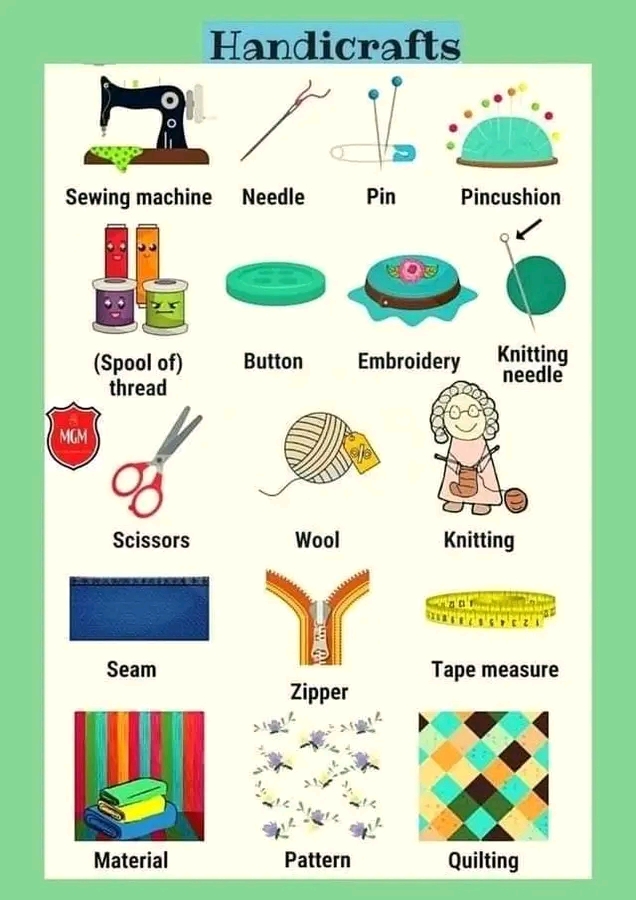 Handicrafts
Sewing machine
Needle
Pin
Pincushion
(Spool of)
thread
Button
Embroidery
Knitting
needle
MGM
Scissors
%
Wool
Knitting
Seam
Zipper
Tape measure
Material
Pattern
Quilting